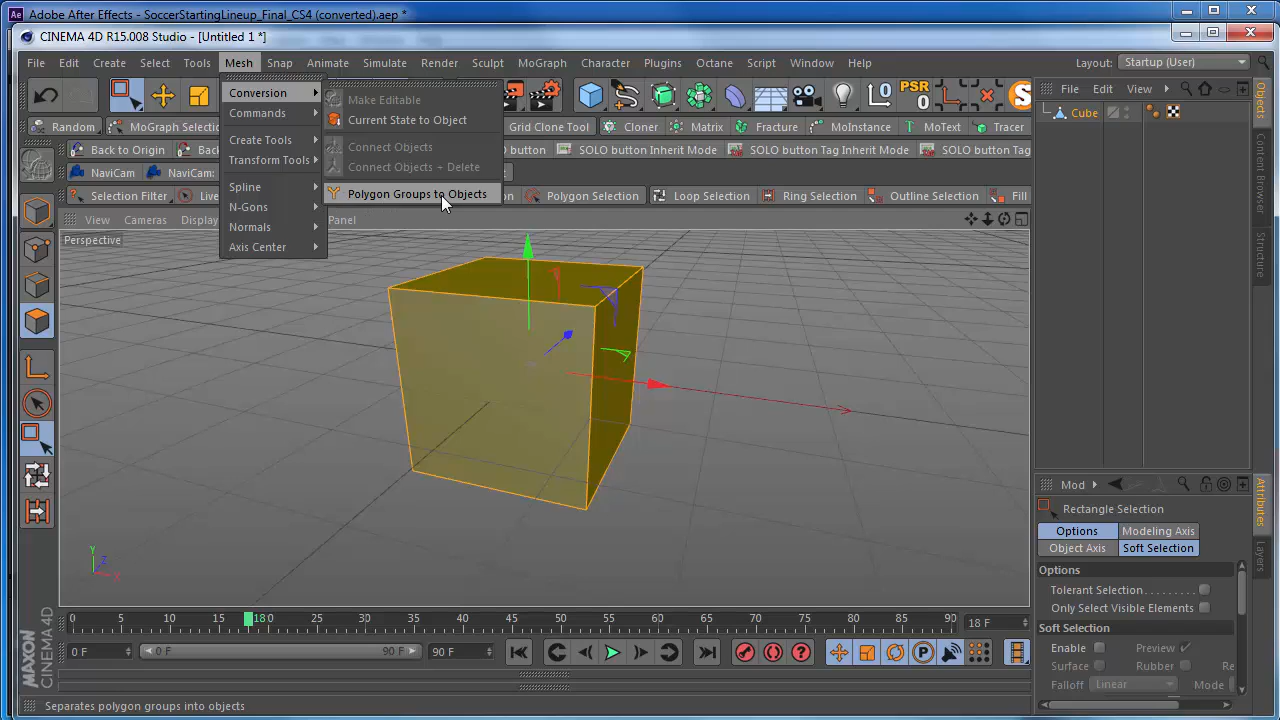 Adobe After Effects - SoccerStartingLineup_Final_CS4 (converted).aep *
CINEMA 4D R15.008 Studio - [Untitled 1 *]
File Edit Create Select Tools Mesh Snap Animate Simulate Render Sculpt MoGraph Character Plugins Octane Script Window Help Layout: Startup (User)
Conversion
Commands
Create Tools
Transform Tools
Spline
N-Gons
Normals
Axis Center
Make Editable
Current State to Object
Connect Objects
Connect Objects + Delete
Polygon Groups to Objects
PSR
0
File Edit View
Cube
Random MoGraph Selec Grid Clone Tool Cloner Matrix Fracture Instance MoText Tracer
Back to Origin Back button SOLO button Inherit Mode SOLO button Inherit Mode SOLO Tag
NaviCam NaviCam:
Selection Filter Live on Polygon Selection Loop Selection Ring Selection Outline Selection Fill
View Cameras Display Panel
Perspective
Y
Z
X
Objects
Content Browser
Structure
Mod
Rectangle Selection
Options Modeling Axis
Object Axis Soft Selection
Options
Tolerant Selection
Only Select Visible Elements
Soft Selection
Enable Preview
Surface Rubber Re
Falloff Linear Mode
Attributes
Layers
0 5 10 15 18 20 25 30 35 40 45 50 55 60 65 70 75 80 85 90 18 F
0 F 0 F 90 F 90 F
MAXON
CINEMA 4D
Separates polygon groups into objects